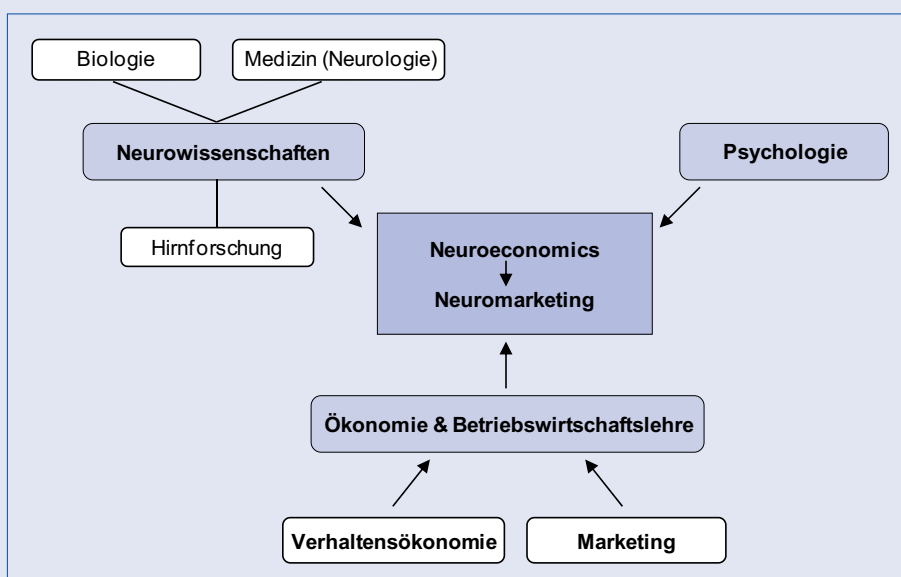 Biologie
Medizin (Neurologie)
Neurowissenschaften
Psychologie
Hirnforschung
Neuroeconomics
Neuromarketing
Ökonomie & Betriebswirtschaftslehre
Verhaltensökonomie
Marketing